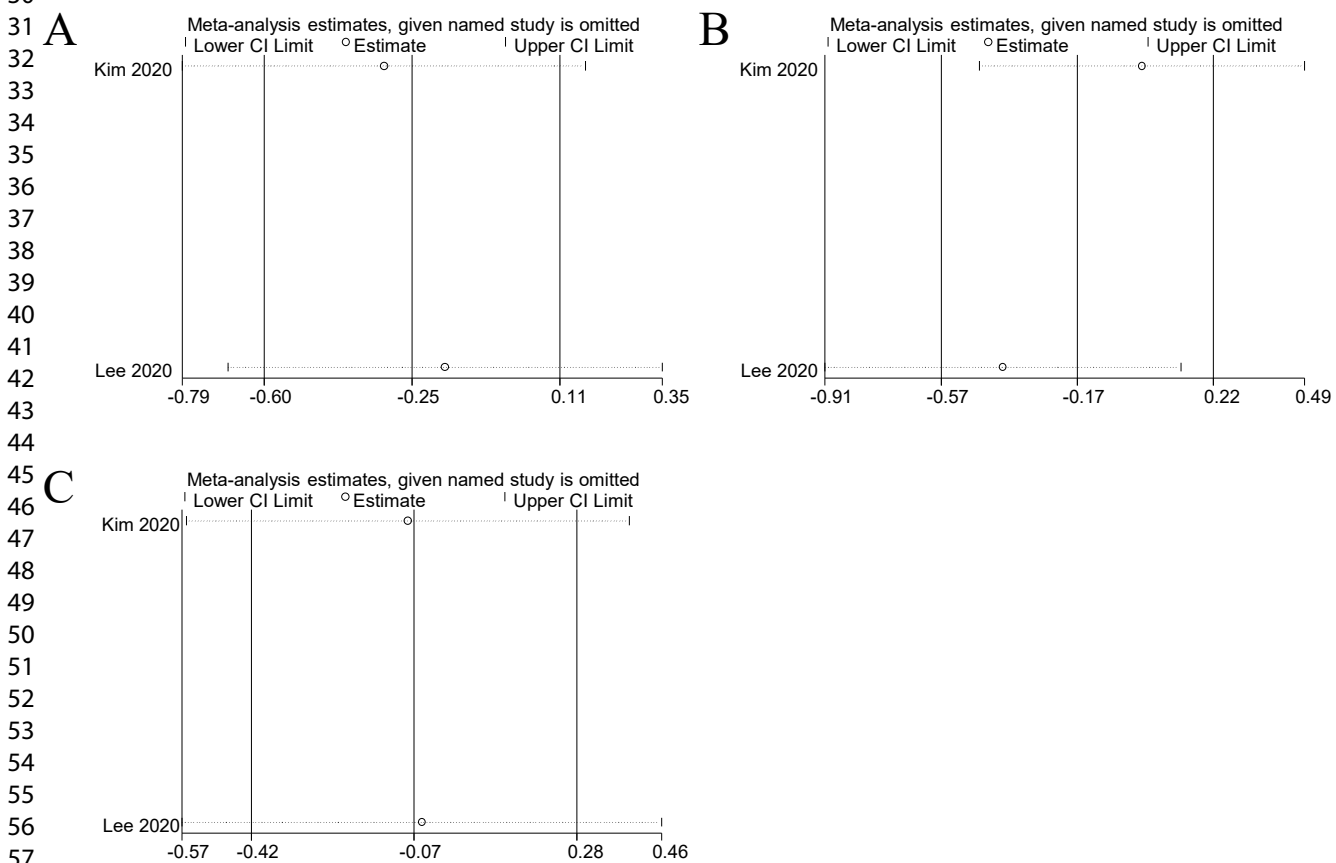 A
Meta-analysis estimates, given named study is omitted
Lower CI Limit Estimate Upper CI Limit
Kim 2020
Lee 2020
-0.79 -0.60 -0.25 0.11 0.35
B
Meta-analysis estimates, given named study is omitted
Lower CI Limit Estimate Upper CI Limit
Kim 2020
Lee 2020
-0.91 -0.57 -0.17 0.22 0.49
C
Meta-analysis estimates, given named study is omitted
Lower CI Limit Estimate Upper CI Limit
Kim 2020
Lee 2020
-0.57 -0.42 -0.07 0.28 0.46
31
32
33
34
35
36
37
38
39
40
41
42
43
44
45
46
47
48
49
50
51
52
53
54
55
56
57